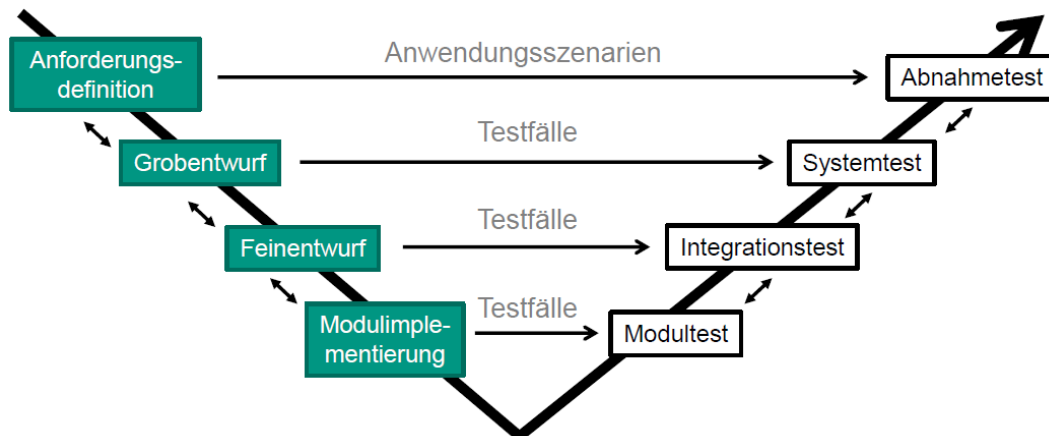 Anforderungs-
definition
Anwendungsszenarien
Abnahmetest
Grobentwurf
Testfälle
Systemtest
Feinentwurf
Testfälle
Integrationstest
Modulimple-
mentierung
Testfälle
Modultest